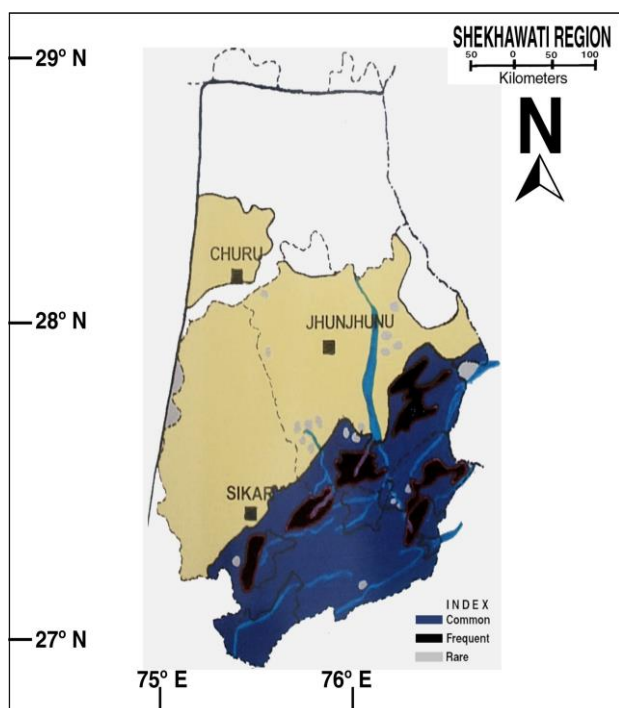 SHEKHAWATI REGION
50 0 50 100
Kilometers
N
29° N
CHURU
28° N
JHUNJHUNU
SIKAR
INDEX
Common
Frequent
Rare
27° N
75° E 76° E